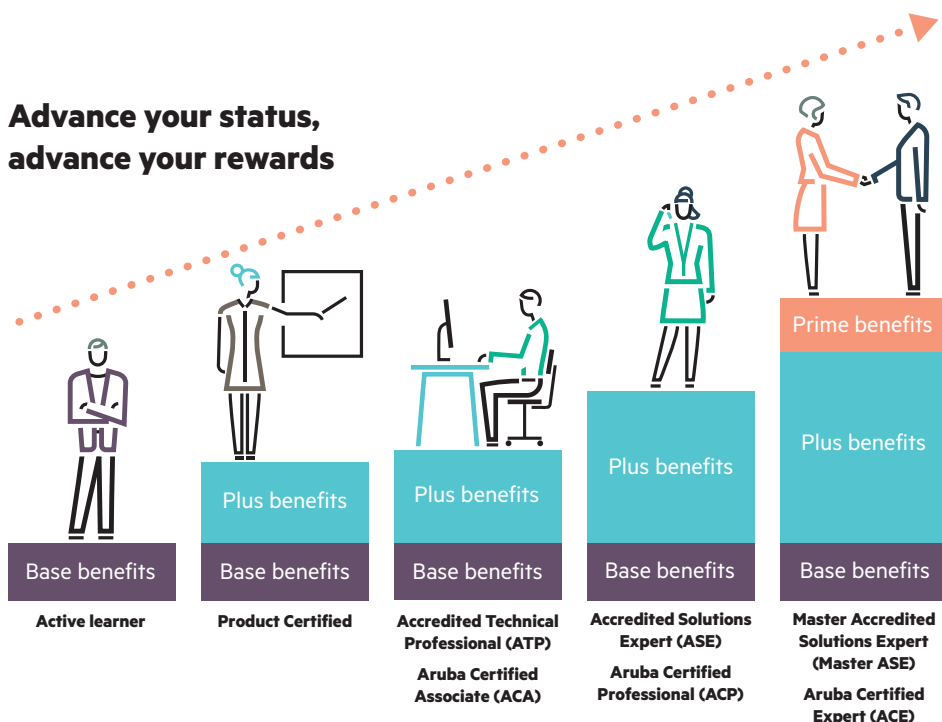 Advance your status,
advance your rewards
Prime benefits
Plus benefits
Plus benefits
Plus benefits
Plus benefits
Base benefits
Base benefits
Base benefits
Base benefits
Base benefits
Active learner
Product Certified
Accredited Technical
Professional (ATP)
Aruba Certified
Associate (ACA)
Accredited Solutions
Expert (ASE)
Aruba Certified
Professional (ACP)
Master Accredited
Solutions Expert
(Master ASE)
Aruba Certified
Expert (ACE)